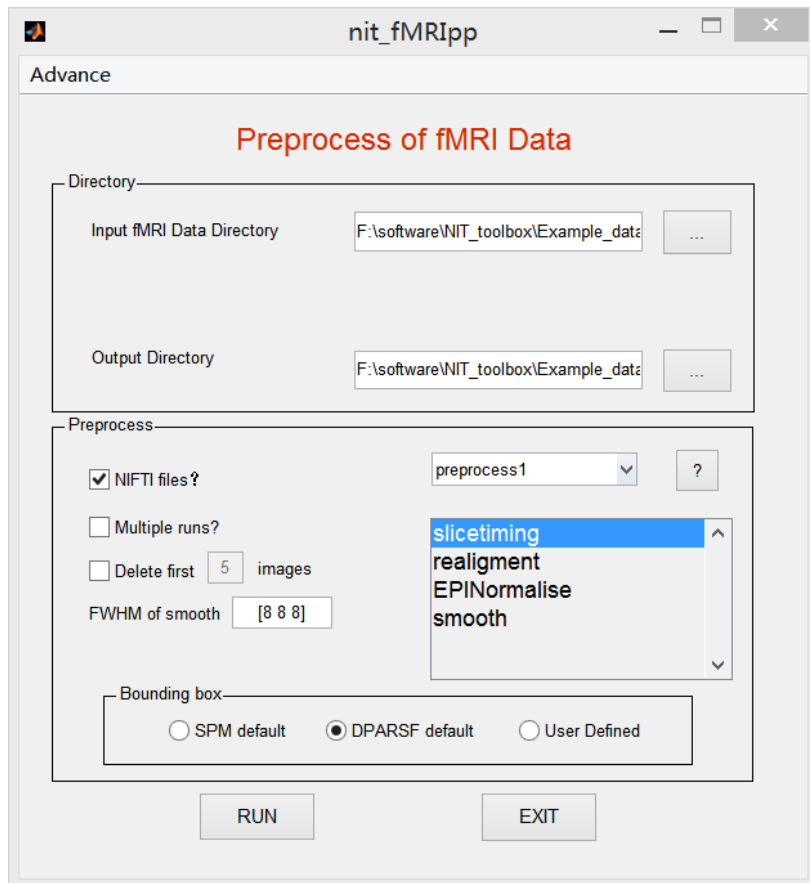 nit_fMRIpp
Advance
Preprocess of fMRI Data
Directory
Input fMRI Data Directory
F:\software\NIT_toolbox\Example_data
...
Output Directory
F:\software\NIT_toolbox\Example_data
...
Preprocess
NIFTI files?
preprocess1
?
Multiple runs?
Delete first 5 images
FWHM of smooth [8 8 8]
slicetiming
realigment
EPINormalise
smooth
Bounding box
SPM default
DPARSF default
User Defined
RUN
EXIT